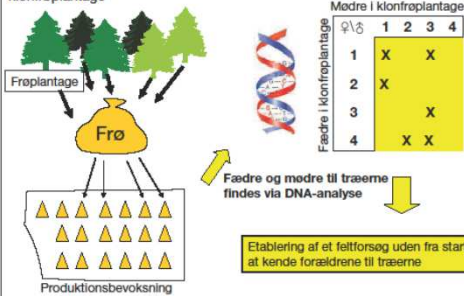 Mødre i klonfrøplantage
♀\♂ 1 2 3 4
Fædre i klonfrøplantage
1 X X
2 X
3 X
4 X X
Frøplantage
Frø
Fædre og mødre til træerne
findes via DNA-analyse
Etablering af et feltforsøg uden fra star
at kende forældrene til træerne
Produktionsbevoksning